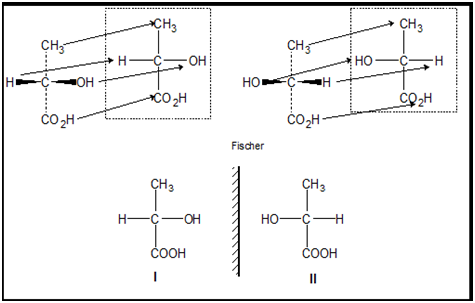 CH3 CH3
H C OH H C OH
CO2H CO2H
CH3 CH3
HO C H HO C H
CO2H CO2H
Fischer
CH3 CH3
H C OH HO C H
COOH COOH
I II